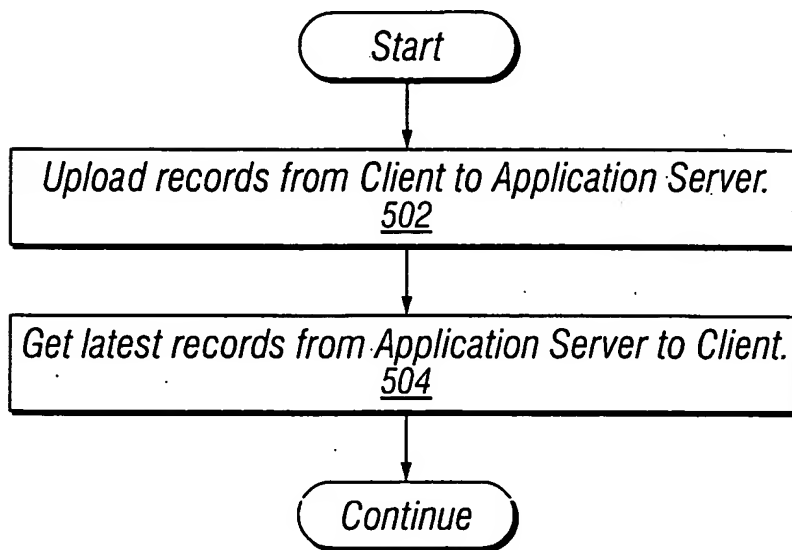 Start
Upload records from Client to Application Server.
502
Get latest records from Application Server to Client.
504
Continue